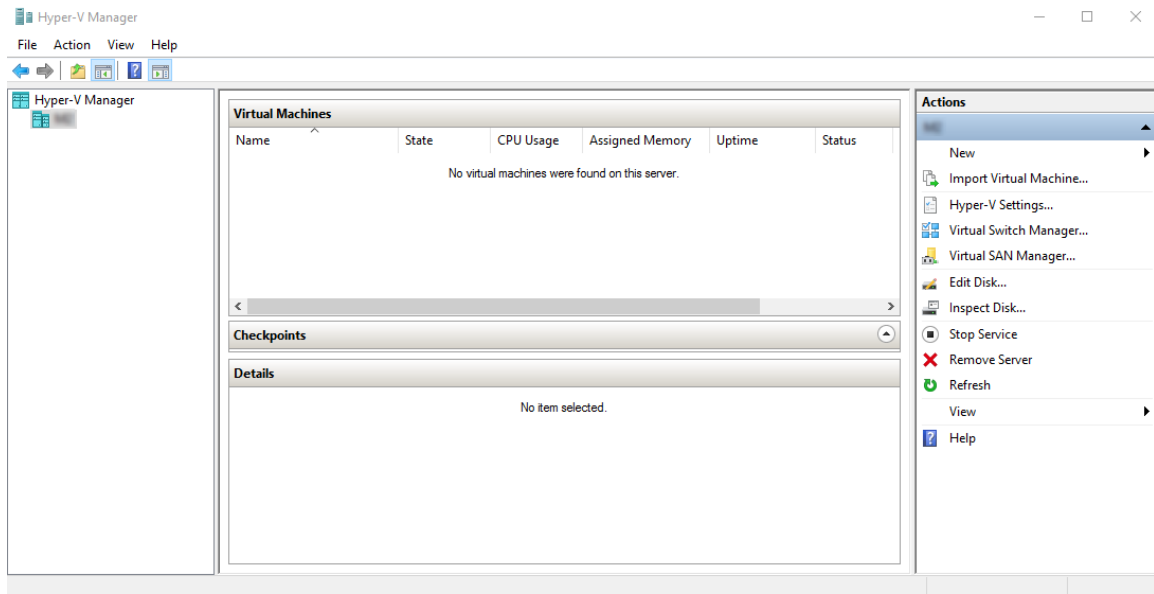 Hyper-V Manager
File Action View Help
Hyper-V Manager
Virtual Machines
Name State CPU Usage Assigned Memory Uptime Status
No virtual machines were found on this server.
Checkpoints
Details
No item selected.
Actions
New
Import Virtual Machine...
Hyper-V Settings...
Virtual Switch Manager...
Virtual SAN Manager...
Edit Disk...
Inspect Disk...
Stop Service
Remove Server
Refresh
View
Help